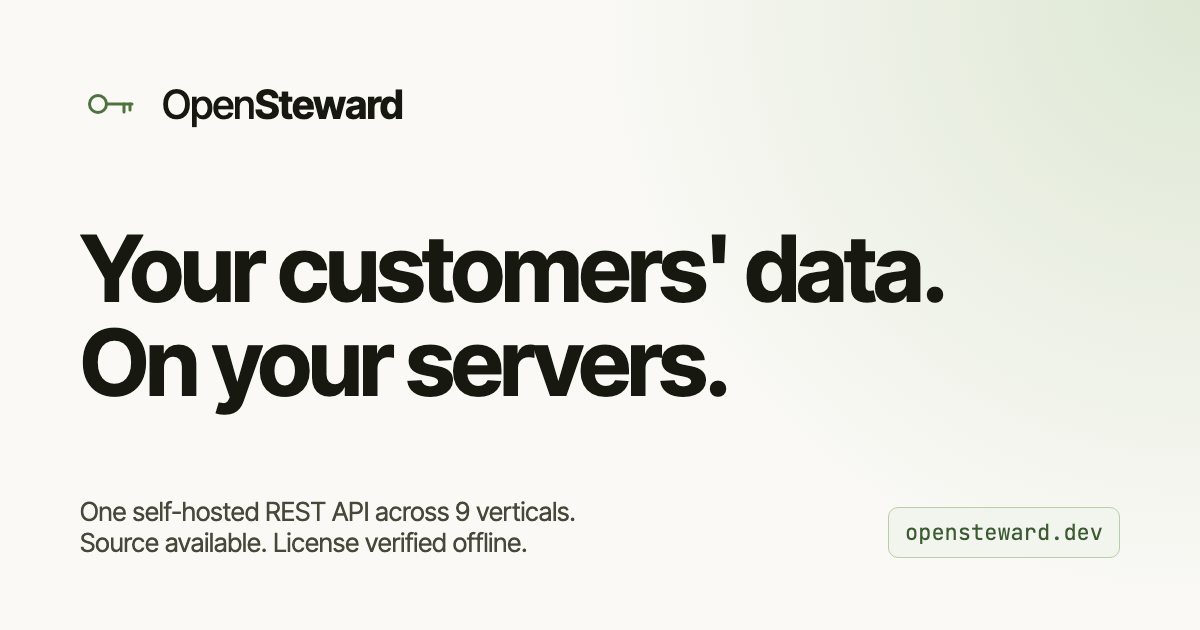 OpenSteward
Your customers' data.
On your servers.
One self-hosted REST API across 9 verticals.
Source available. License verified offline.
opensteward.dev